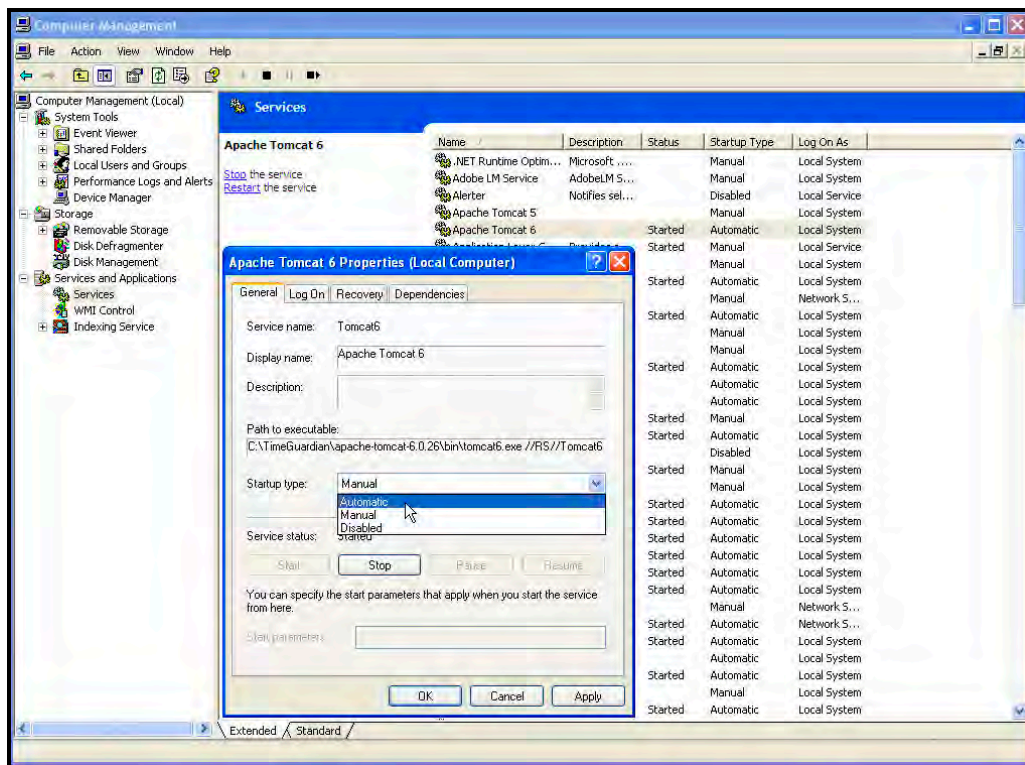 Computer Management
File Action View Window Help
Computer Management (Local)
System Tools
Event Viewer
Shared Folders
Local Users and Groups
Performance Logs and Alerts
Device Manager
Storage
Removable Storage
Disk Defragmenter
Disk Management
Services and Applications
Services
WMI Control
Indexing Service
Services
Apache Tomcat 6
Stop the service
Restart the service
Name Description Status Startup Type Log On As
.NET Runtime Optim... Microsoft .... Manual Local System
Adobe LM Service AdobeLM S... Manual Local System
Alerter Notifies sel... Disabled Local Service
Apache Tomcat 5 Manual Local System
Apache Tomcat 6 Started Automatic Local System
Started Manual Local Service
Manual Local System
Started Automatic Local System
Manual Network S...
Started Automatic Local System
Manual Local System
Manual Local System
Started Automatic Local System
Automatic Local System
Automatic Local System
Started Manual Local System
Started Automatic Local System
Disabled Local System
Started Manual Local System
Manual Local System
Started Automatic Local System
Started Automatic Local System
Started Automatic Local System
Started Automatic Local System
Started Automatic Local System
Started Automatic Local System
Manual Network S...
Started Automatic Network S...
Started Automatic Local System
Automatic Local System
Started Automatic Local System
Manual Local System
Started Automatic Local System
Apache Tomcat 6 Properties (Local Computer)
General Log On Recovery Dependencies
Service name: Tomcat6
Display name: Apache Tomcat 6
Description:
Path to executable:
C:\TimeGuardian\apache-tomcat-6.0.26\bin\tomcat6.exe //RS//Tomcat6
Startup type: Manual
Automatic
Manual
Disabled
Service status: Started
Start Stop Pause Resume
You can specify the start parameters that apply when you start the service
from here.
Start parameters:
OK Cancel Apply
Extended Standard